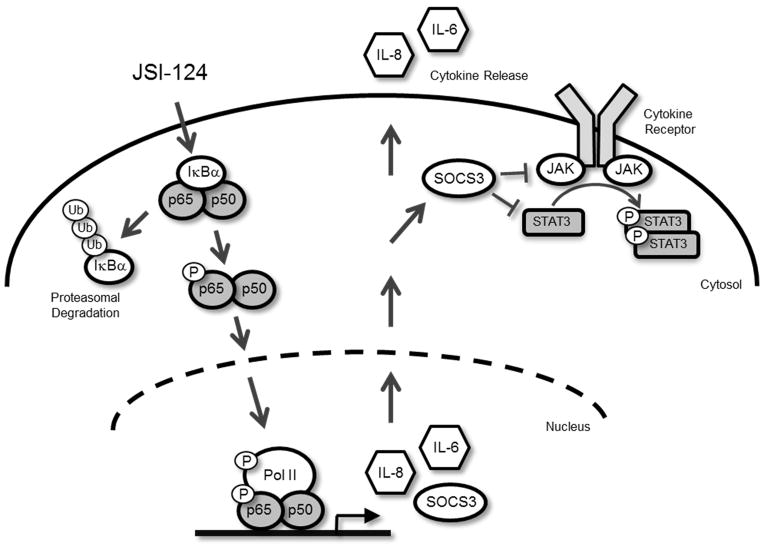 IL-6
IL-8
JSI-124
Cytokine Release
Cytokine
Receptor
IκBα
p65 p50
SOCS3
JAK JAK
Ub
Ub
Ub
IκBα
STAT3
P STAT3
P STAT3
P
p65 p50
Proteasomal
Degradation
Cytosol
Nucleus
IL-6
P
Pol II
IL-8
P
p65 p50
SOCS3